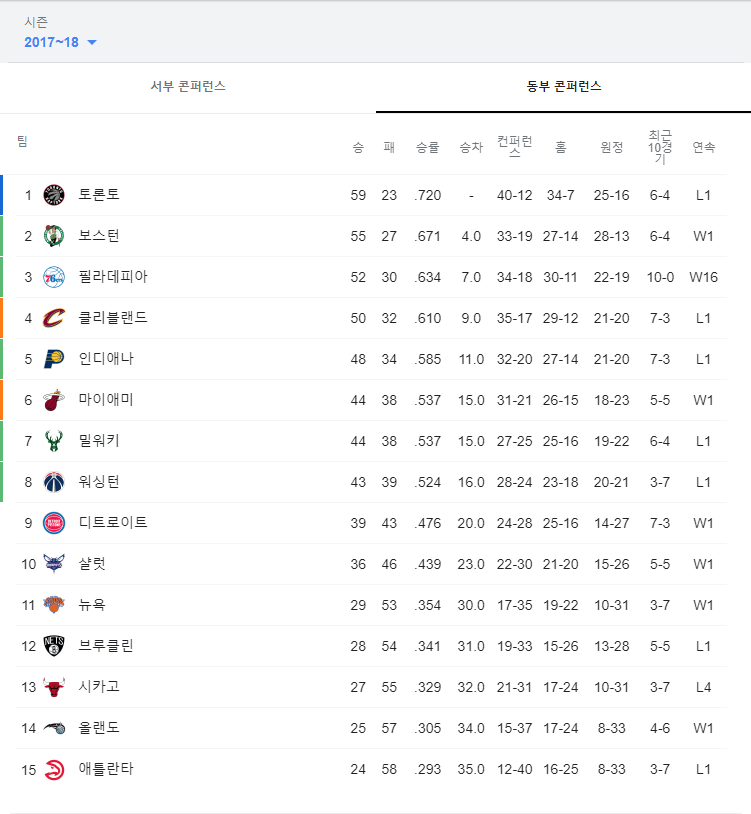 시즌
2017~18
서부 콘퍼런스 동부 콘퍼런스
팀 승 패 승률 승차 컨퍼런스 홈 원정 최근 10경기 연속
1 토론토 59 23 .720 - 40-12 34-7 25-16 6-4 L1
2 보스턴 55 27 .671 4.0 33-19 27-14 28-13 6-4 W1
3 필라데피아 52 30 .634 7.0 34-18 30-11 22-19 10-0 W16
4 클리블랜드 50 32 .610 9.0 35-17 29-12 21-20 7-3 L1
5 인디애나 48 34 .585 11.0 32-20 27-14 21-20 7-3 L1
6 마이애미 44 38 .537 15.0 31-21 26-15 18-23 5-5 W1
7 밀워키 44 38 .537 15.0 27-25 25-16 19-22 6-4 L1
8 워싱턴 43 39 .524 16.0 28-24 23-18 20-21 3-7 L1
9 디트로이트 39 43 .476 20.0 24-28 25-16 14-27 7-3 W1
10 샬럿 36 46 .439 23.0 22-30 21-20 15-26 5-5 W1
11 뉴욕 29 53 .354 30.0 17-35 19-22 10-31 3-7 W1
12 브루클린 28 54 .341 31.0 19-33 15-26 13-28 5-5 L1
13 시카고 27 55 .329 32.0 21-31 17-24 10-31 3-7 L4
14 올랜도 25 57 .305 34.0 15-37 17-24 8-33 4-6 W1
15 애틀란타 24 58 .293 35.0 12-40 16-25 8-33 3-7 L1